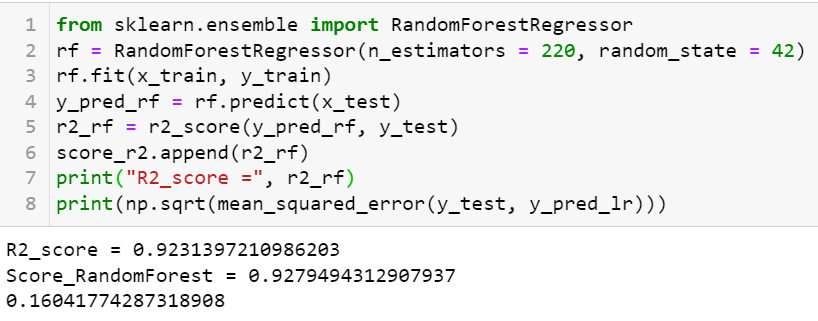 1 from sklearn.ensemble import RandomForestRegressor
2 rf = RandomForestRegressor(n_estimators = 220, random_state = 42)
3 rf.fit(x_train, y_train)
4 y_pred_rf = rf.predict(x_test)
5 r2_rf = r2_score(y_pred_rf, y_test)
6 score_r2.append(r2_rf)
7 print("R2_score =", r2_rf)
8 print(np.sqrt(mean_squared_error(y_test, y_pred_lr)))
R2_score = 0.9231397210986203
Score_RandomForest = 0.9279494312907937
0.16041774287318908